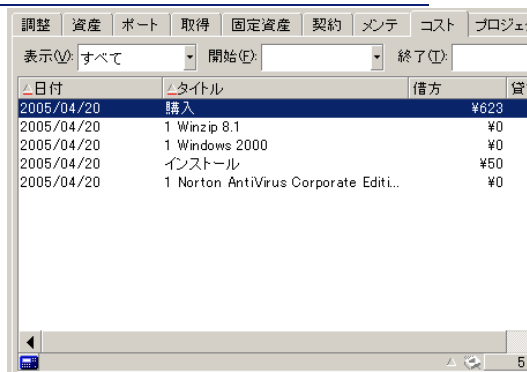 調整 資産 ポート 取得 固定資産 契約 メンテ コスト プロジェ
表示(V): すべて 開始(F): 終了(T):
日付 タイトル 借方
2005/04/20 購入 ¥623
2005/04/20 1 Winzip 8.1 ¥0
2005/04/20 1 Windows 2000 ¥0
2005/04/20 インストール ¥50
2005/04/20 1 Norton AntiVirus Corporate Editi... ¥0
5